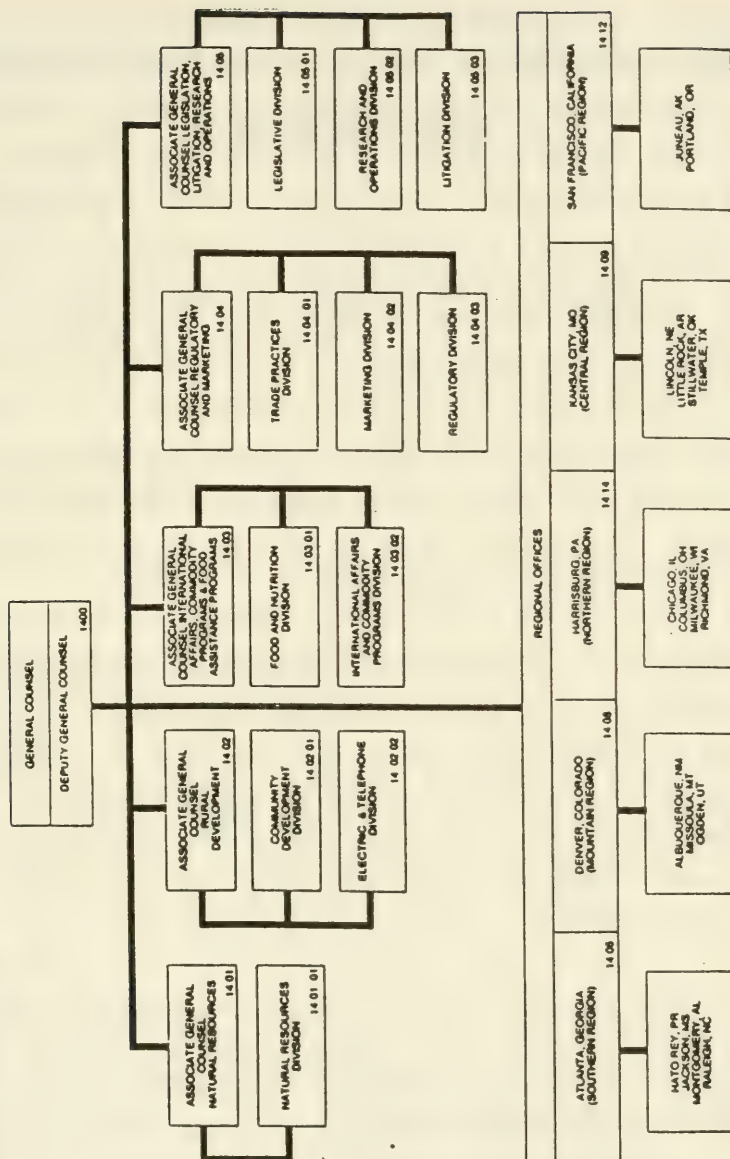 GENERAL COUNSEL
DEPUTY GENERAL COUNSEL
1400
ASSOCIATE GENERAL
COUNSEL
NATURAL RESOURCES
14 01
NATURAL RESOURCES
DIVISION
14 01 01
ASSOCIATE GENERAL
COUNSEL
RURAL
DEVELOPMENT
14 02
COMMUNITY
DEVELOPMENT
DIVISION
14 02 01
ELECTRIC & TELEPHONE
DIVISION
14 02 02
ASSOCIATE GENERAL
COUNSEL INTERNATIONAL
AFFAIRS, COMMODITY
PROGRAMS & FOOD
ASSISTANCE PROGRAMS
14 03
FOOD AND NUTRITION
DIVISION
14 03 01
INTERNATIONAL AFFAIRS
AND COMMODITY
PROGRAMS DIVISION
14 03 02
ASSOCIATE GENERAL
COUNSEL REGULATORY
AND MARKETING
14 04
TRADE PRACTICES
DIVISION
14 04 01
MARKETING DIVISION
14 04 02
REGULATORY DIVISION
14 04 03
ASSOCIATE GENERAL
COUNSEL LEGISLATION,
LITIGATION, RESEARCH
AND OPERATIONS
14 05
LEGISLATIVE DIVISION
14 05 01
RESEARCH AND
OPERATIONS DIVISION
14 05 02
LITIGATION DIVISION
14 05 03
REGIONAL OFFICES
ATLANTA, GEORGIA
(SOUTHERN REGION)
14 06
DENVER, COLORADO
(MOUNTAIN REGION)
14 08
HARRISBURG, PA
(NORTHERN REGION)
14 14
KANSAS CITY, MO
(CENTRAL REGION)
14 09
SAN FRANCISCO, CALIFORNIA
(PACIFIC REGION)
14 12
HATO REY, PR
JACKSON, MS
MONTGOMERY, AL
RALEIGH, NC
ALBUQUERQUE, NM
MISSOULA, MT
OGDEN, UT
CHICAGO, IL
COLUMBUS, OH
MILWAUKEE, WI
RICHMOND, VA
LINCOLN, NE
LITTLE ROCK, AR
STILLWATER, OK
TEMPLE, TX
JUNEAU, AK
PORTLAND, OR